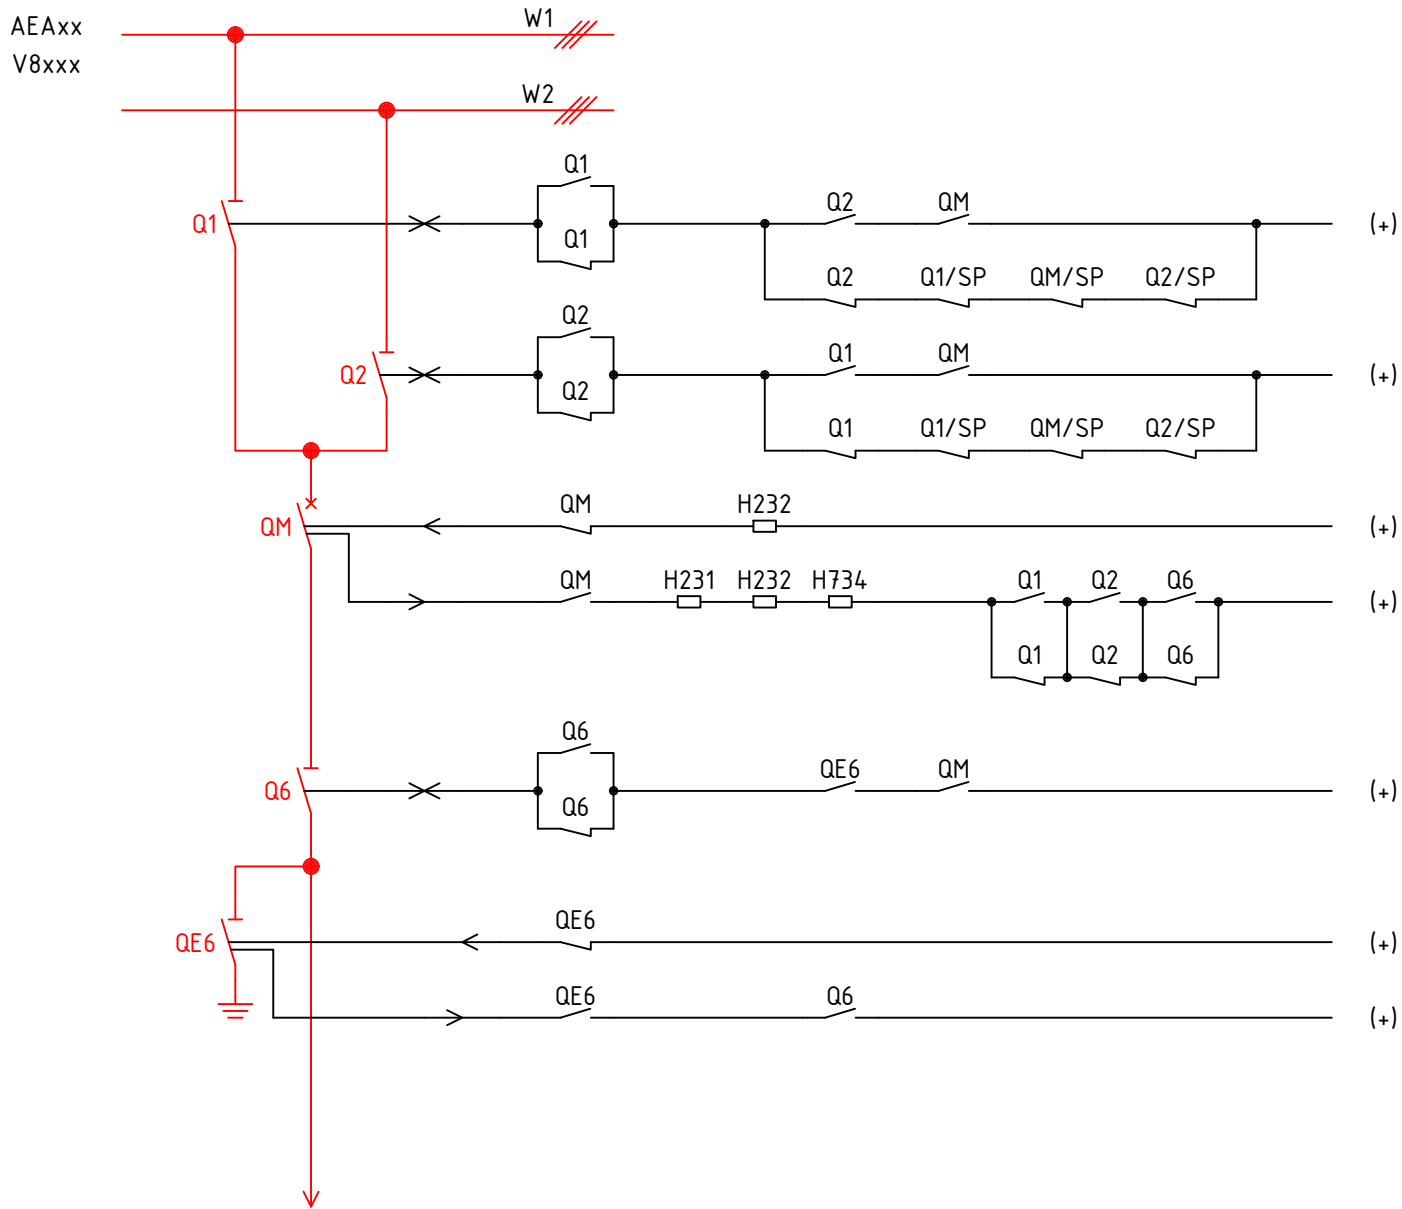 AEAxx
W1
V8xxx
W2
Q1
Q1
Q2
QM
(+)
Q1
Q2
Q1/SP
QM/SP
Q2/SP
Q2
Q2
Q1
QM
(+)
Q2
Q1
Q1/SP
QM/SP
Q2/SP
QM
QM
H232
(+)
QM
H231
H232
H734
Q1
Q2
Q6
(+)
Q1
Q2
Q6
Q6
Q6
QE6
QM
(+)
Q6
QE6
QE6
(+)
QE6
Q6
(+)